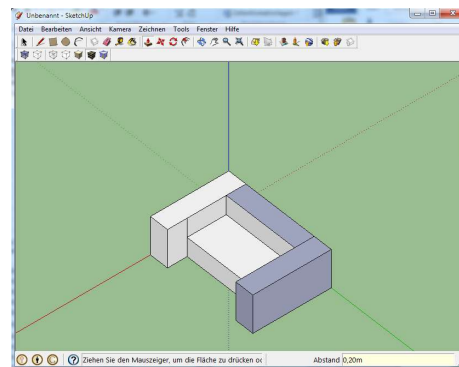 Unbenannt - SketchUp
Datei Bearbeiten Ansicht Kamera Zeichnen Tools Fenster Hilfe
Ziehen Sie den Mauszeiger, um die Fläche zu drücken oc Abstand 0,20m